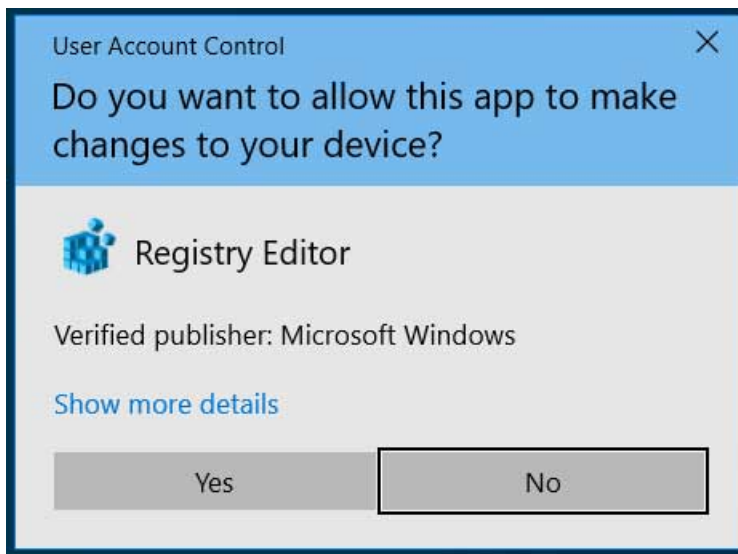 User Account Control
Do you want to allow this app to make
changes to your device?
Registry Editor
Verified publisher: Microsoft Windows
Show more details
Yes
No